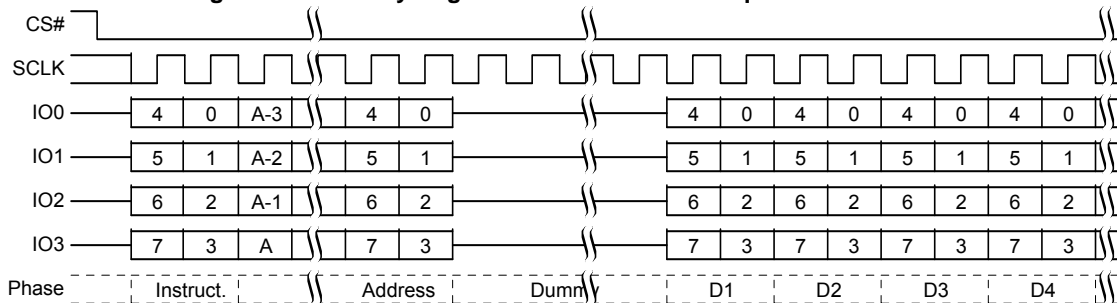 CS#
SCLK
IO0 4 0 A-3 4 0 4 0 4 0 4 0 4 0
IO1 5 1 A-2 5 1 5 1 5 1 5 1 5 1
IO2 6 2 A-1 6 2 6 2 6 2 6 2 6 2
IO3 7 3 A 7 3 7 3 7 3 7 3 7 3
Phase Instruct. Address Dummy D1 D2 D3 D4